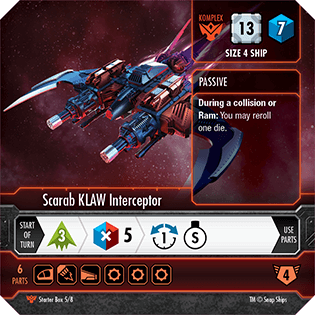 KOMPLEX
13
7
SIZE 4 SHIP
PASSIVE
During a collision or
Ram: You may reroll
one die.
Scarab KLAW Interceptor
START
OF
TURN
3
5
1
S
USE
PARTS
6
PARTS
4
Starter Box 5/8
TM © Snap Ships